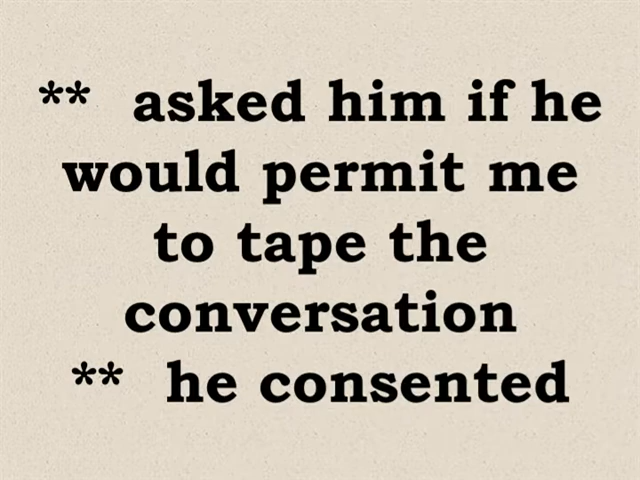 **  asked him if he
would permit me
to tape the
conversation
**  he consented